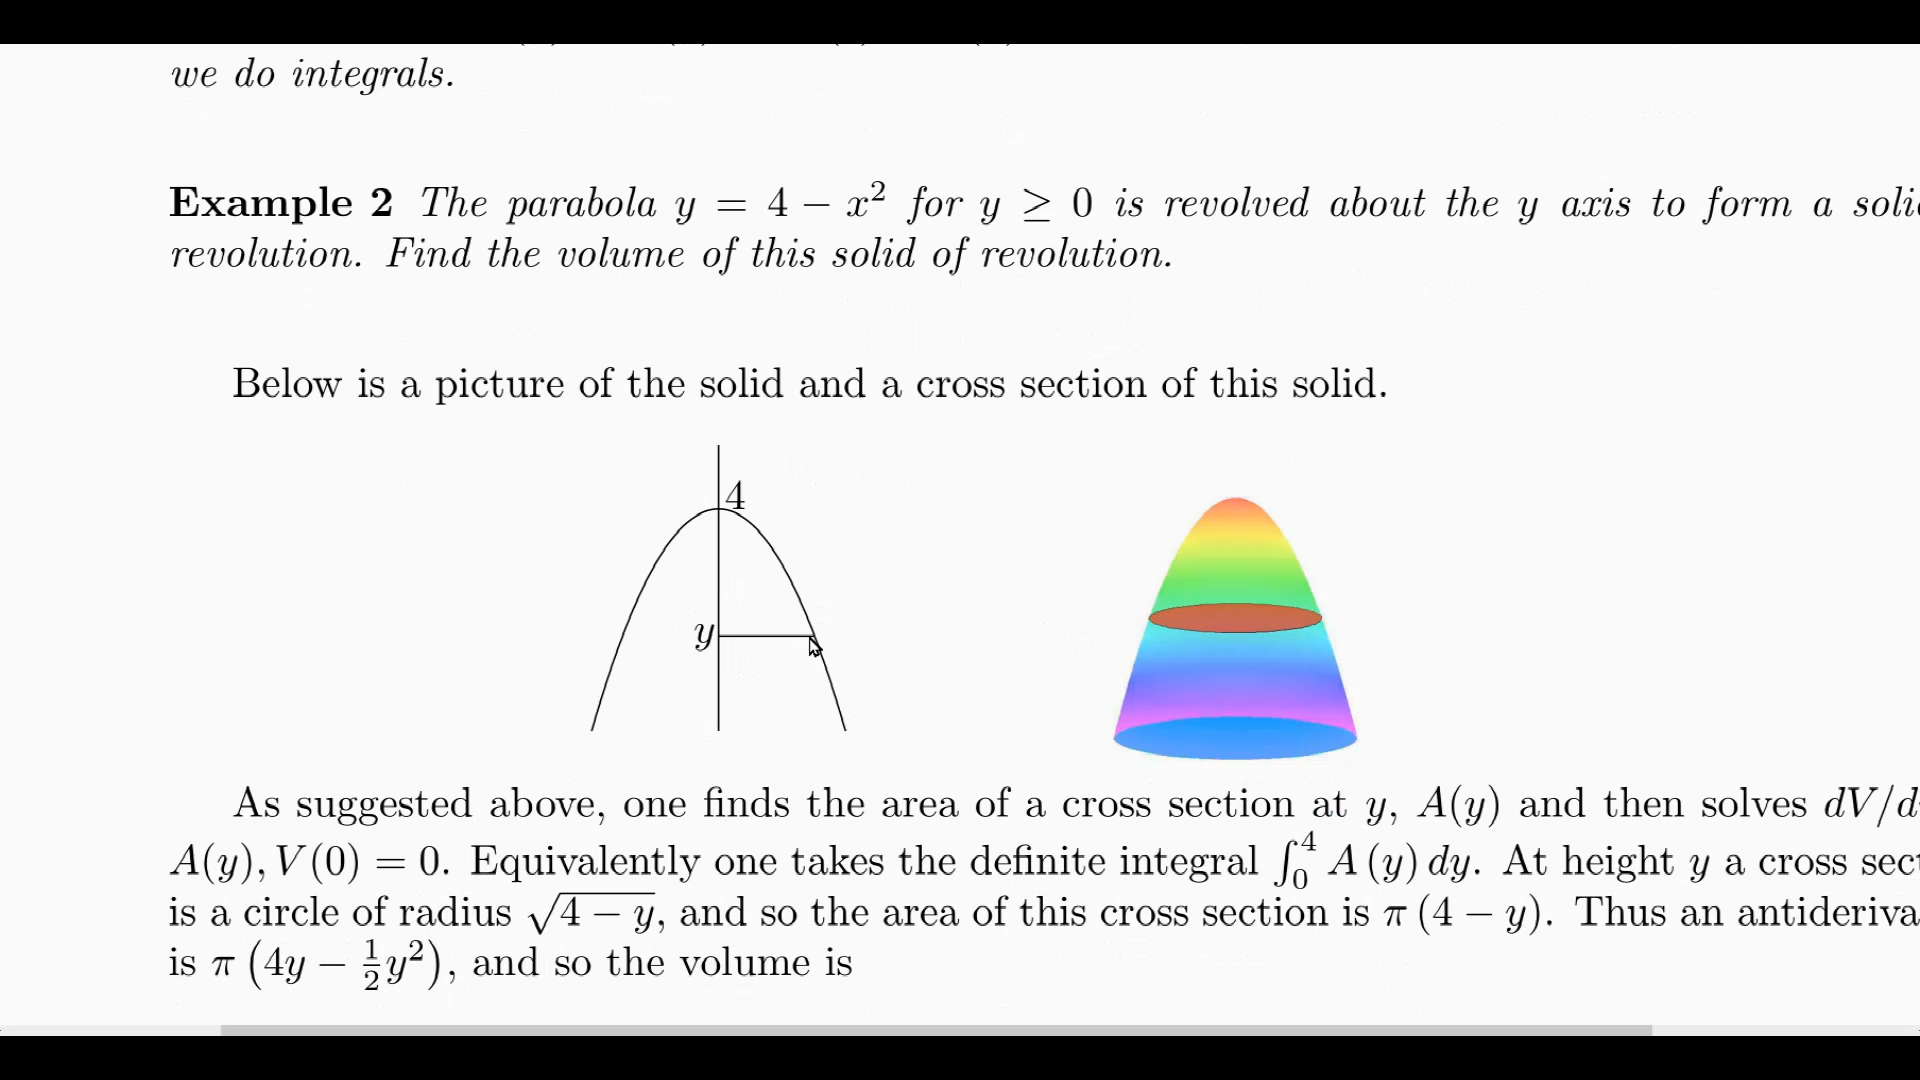 we do integrals.
Example 2 The parabola y = 4 − x² for y ≥ 0 is revolved about the y axis to form a
revolution. Find the volume of this solid of revolution.
Below is a picture of the solid and a cross section of this solid.
4
y
As suggested above, one finds the area of a cross section at y, A(y) and then solves dV/d
A(y), V(0) = 0. Equivalently one takes the definite integral ∫₀⁴ A (y) dy. At height y a cross
is a circle of radius √(4 − y), and so the area of this cross section is π (4 − y). Thus an
is π (4y − ½y²), and so the volume is